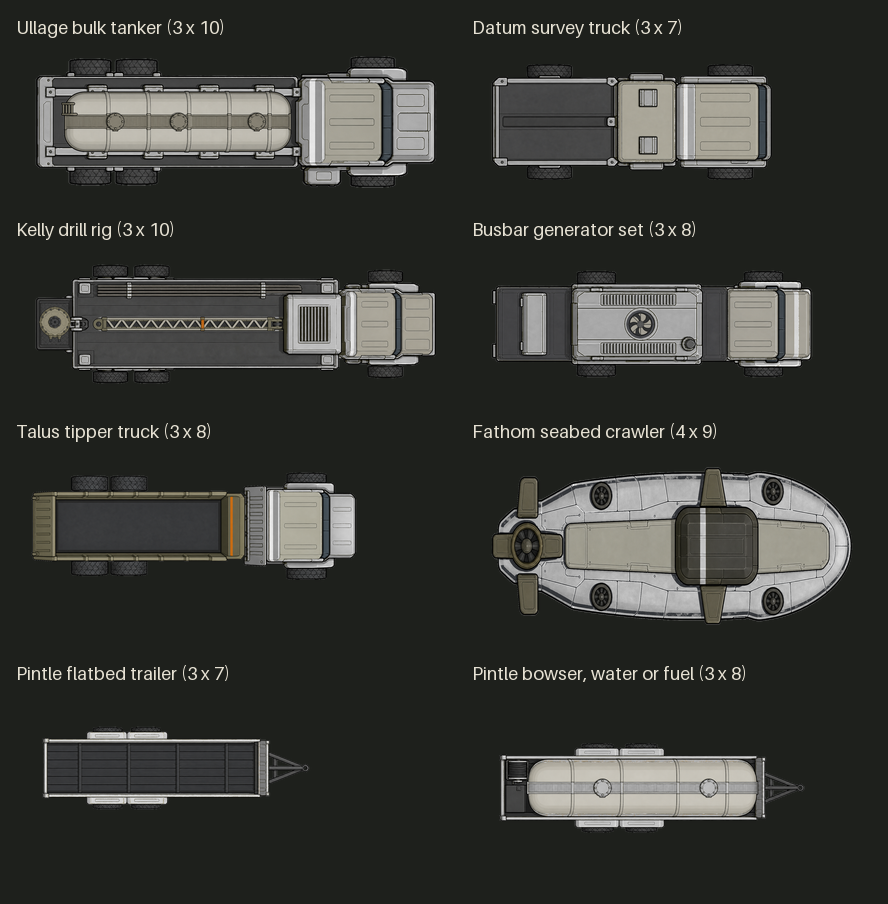 Ullage bulk tanker (3 x 10)
Datum survey truck (3 x 7)
Kelly drill rig (3 x 10)
Busbar generator set (3 x 8)
Talus tipper truck (3 x 8)
Fathom seabed crawler (4 x 9)
Pintle flatbed trailer (3 x 7)
Pintle bowser, water or fuel (3 x 8)